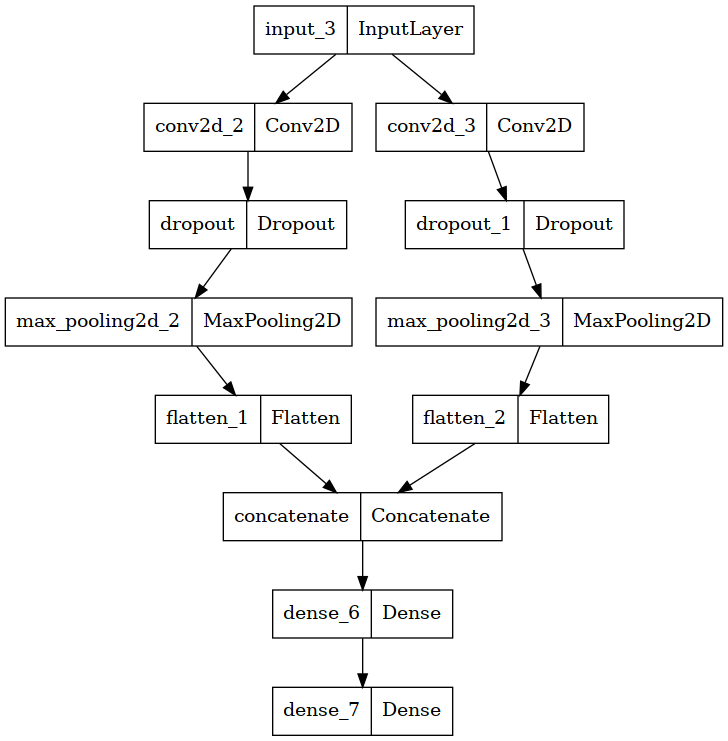 input_3 InputLayer
conv2d_2 Conv2D conv2d_3 Conv2D
dropout Dropout dropout_1 Dropout
max_pooling2d_2 MaxPooling2D max_pooling2d_3 MaxPooling2D
flatten_1 Flatten flatten_2 Flatten
concatenate Concatenate
dense_6 Dense
dense_7 Dense